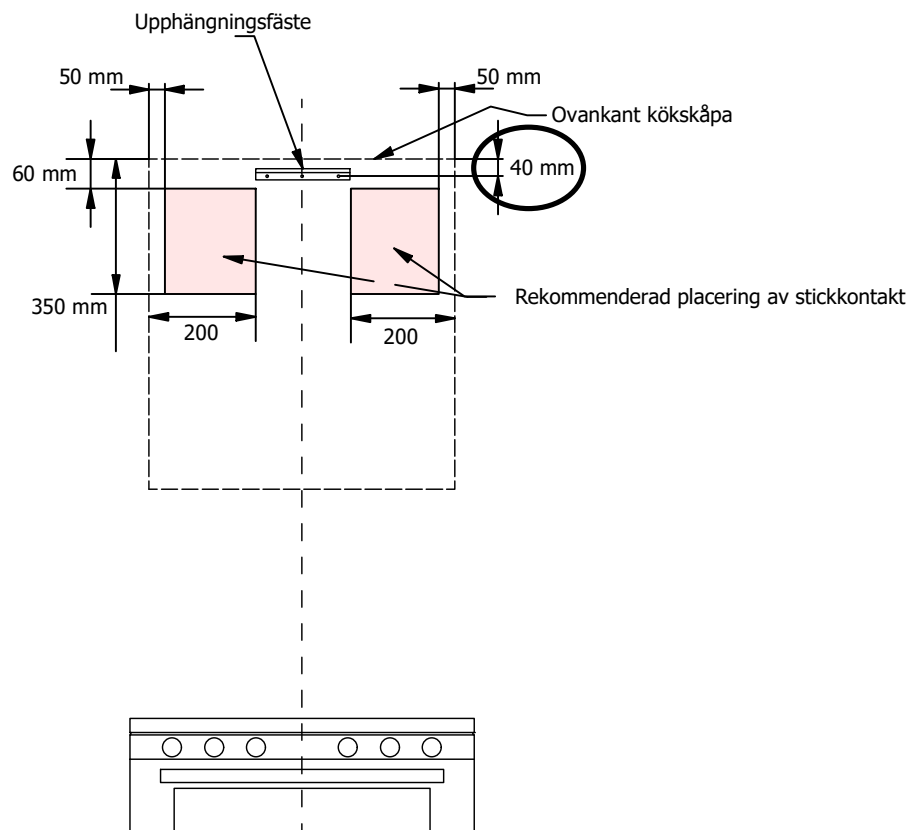 Upphängningsfäste
50 mm
50 mm
Ovankant kökskåpa
60 mm
40 mm
350 mm
Rekommenderad placering av stickkontakt
200
200